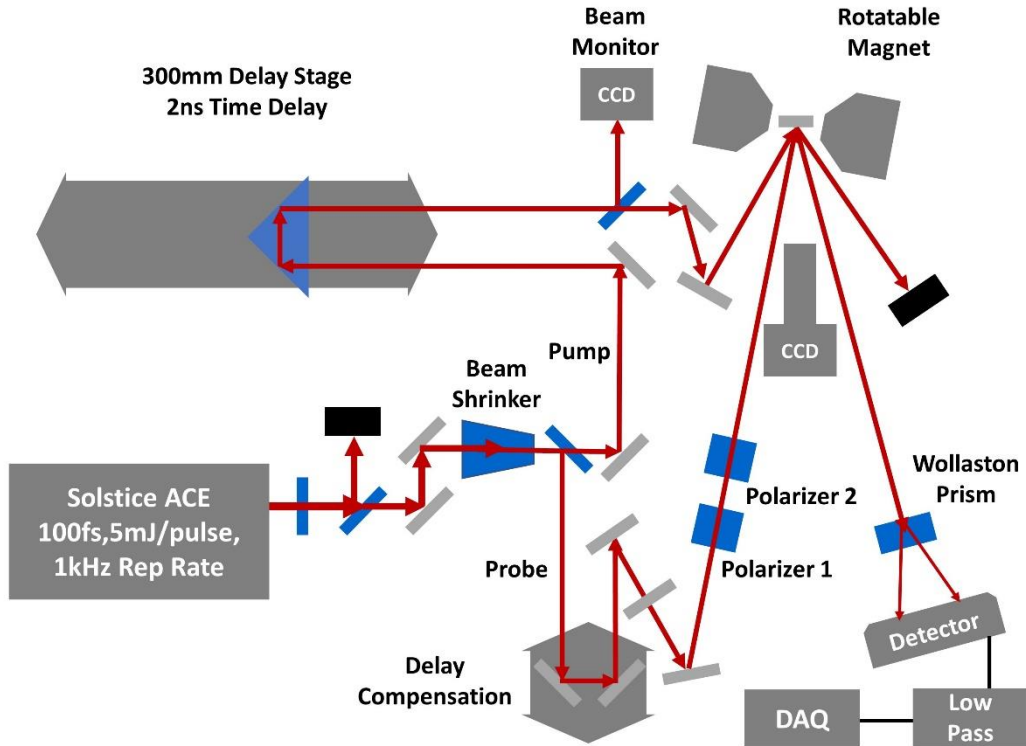 Beam
Monitor
Rotatable
Magnet
300mm Delay Stage
2ns Time Delay
CCD
CCD
Pump
Beam
Shrinker
Solstice ACE
100fs,5mJ/pulse,
1kHz Rep Rate
Polarizer 2
Wollaston
Prism
Probe
Polarizer 1
Detector
Delay
Compensation
DAQ
Low
Pass